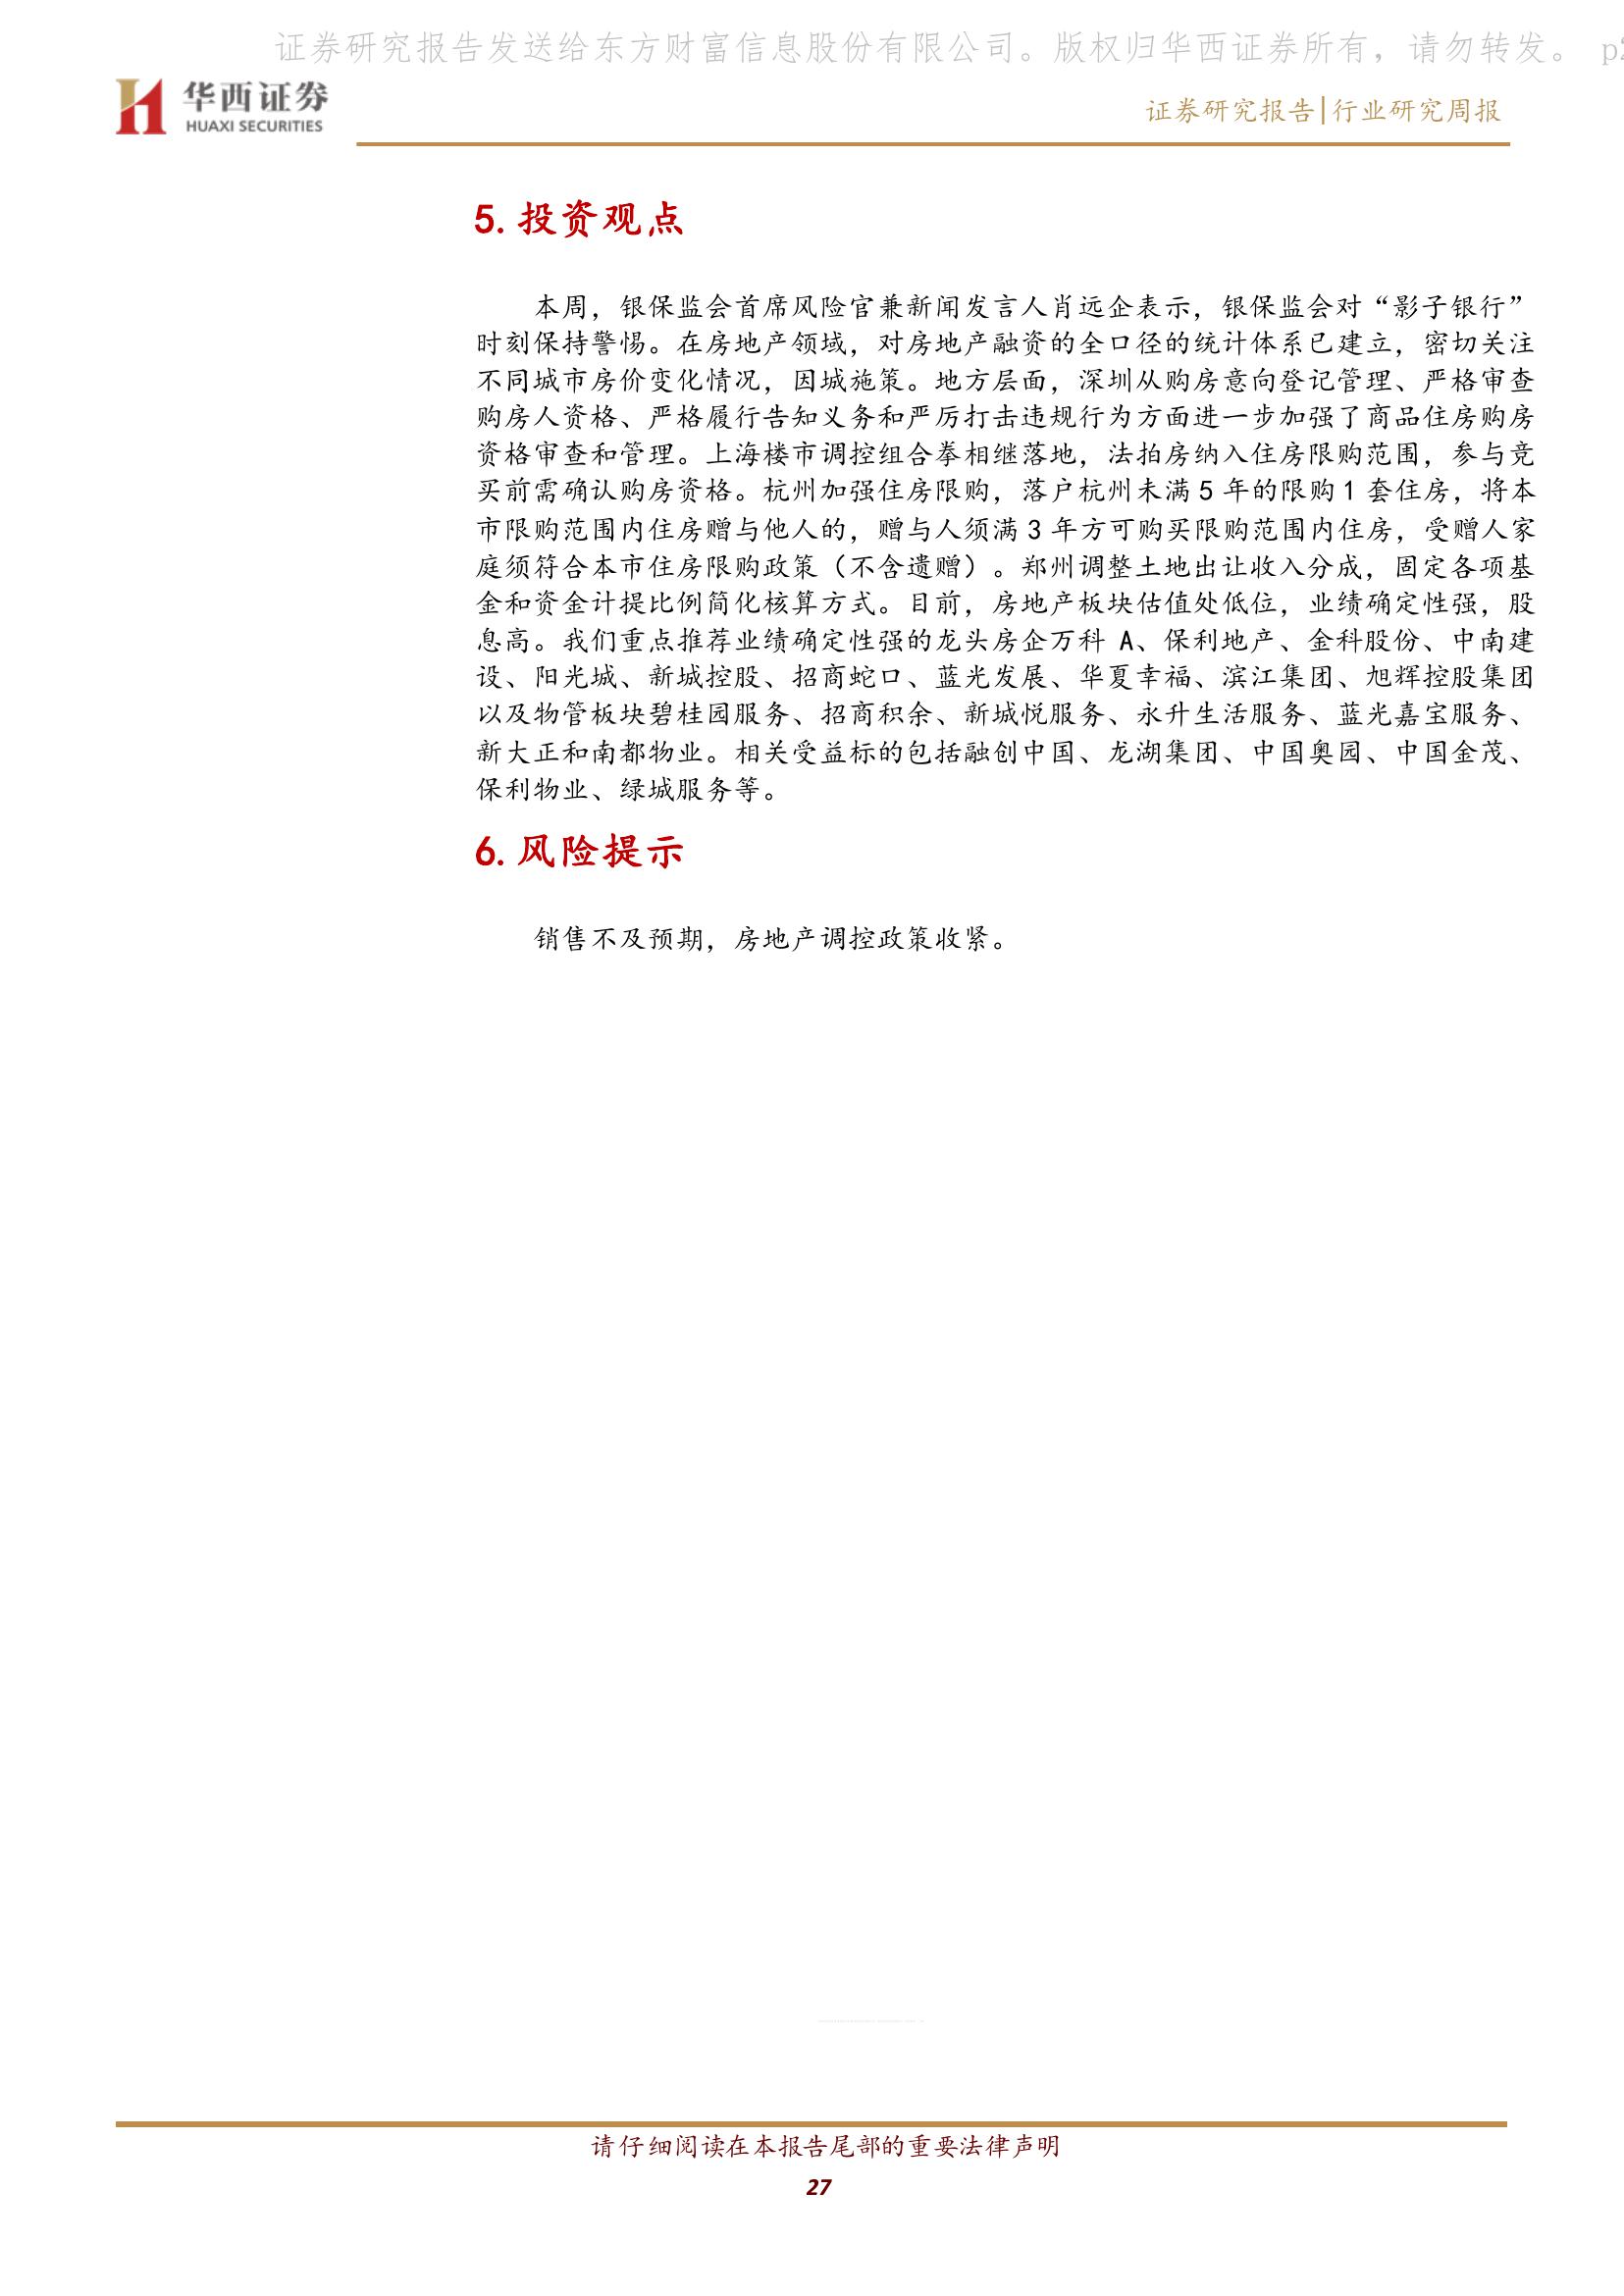 证券研究报告发送给东方财富信息股份有限公司。版权归华西证券所有，请勿转发。 p2
华西证券
HUAXI SECURITIES
证券研究报告|行业研究周报
5.投资观点
本周，银保监会首席风险官兼新闻发言人肖远企表示，银保监会对“影子银行”
时刻保持警惕。在房地产领域，对房地产融资的全口径的统计体系已建立，密切关注
不同城市房价变化情况，因城施策。地方层面，深圳从购房意向登记管理、严格审查
购房人资格、严格履行告知义务和严厉打击违规行为方面进一步加强了商品住房购房
资格审查和管理。上海楼市调控组合拳相继落地，法拍房纳入住房限购范围，参与竞
买前需确认购房资格。杭州加强住房限购，落户杭州未满 5 年的限购 1 套住房，将本
市限购范围内住房赠与他人的，赠与人须满 3 年方可购买限购范围内住房，受赠人家
庭须符合本市住房限购政策（不含遗赠）。郑州调整土地出让收入分成，固定各项基
金和资金计提比例简化核算方式。目前，房地产板块估值处低位，业绩确定性强，股
息高。我们重点推荐业绩确定性强的龙头房企万科 A、保利地产、金科股份、中南建
设、阳光城、新城控股、招商蛇口、蓝光发展、华夏幸福、滨江集团、旭辉控股集团
以及物管板块碧桂园服务、招商积余、新城悦服务、永升生活服务、蓝光嘉宝服务、
新大正和南都物业。相关受益标的包括融创中国、龙湖集团、中国奥园、中国金茂、
保利物业、绿城服务等。
6.风险提示
销售不及预期，房地产调控政策收紧。
请仔细阅读在本报告尾部的重要法律声明
27